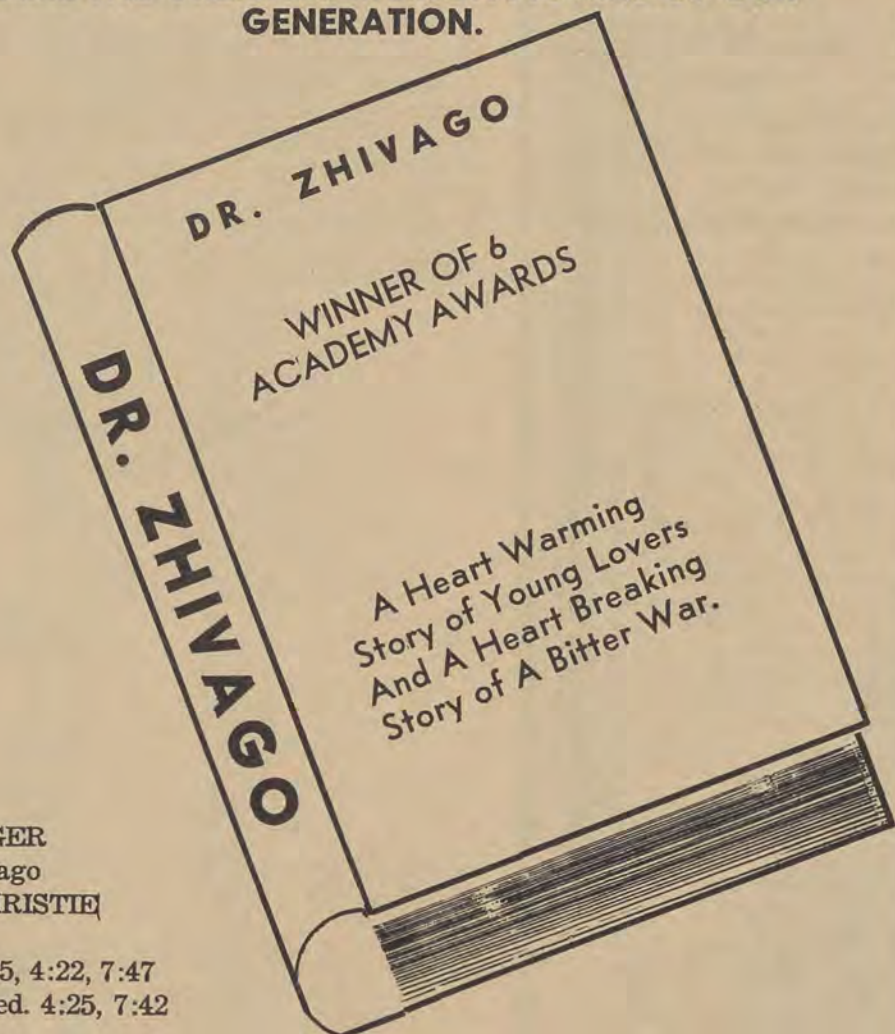 GENERATION.
DR. ZHIVAGO
WINNER OF 6
ACADEMY AWARDS
A Heart Warming
Story of Young Lovers
And A Heart Breaking
Story of A Bitter War.
DR. ZHIVAGO
GER
ago
RISTIE
5, 4:22, 7:47
ed. 4:25, 7:42